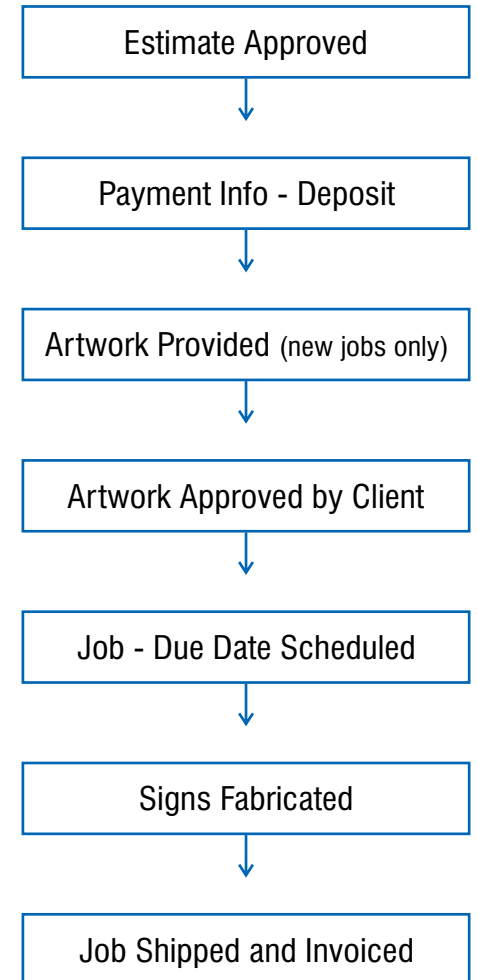 Estimate Approved
Payment Info - Deposit
Artwork Provided (new jobs only)
Artwork Approved by Client
Job - Due Date Scheduled
Signs Fabricated
Job Shipped and Invoiced